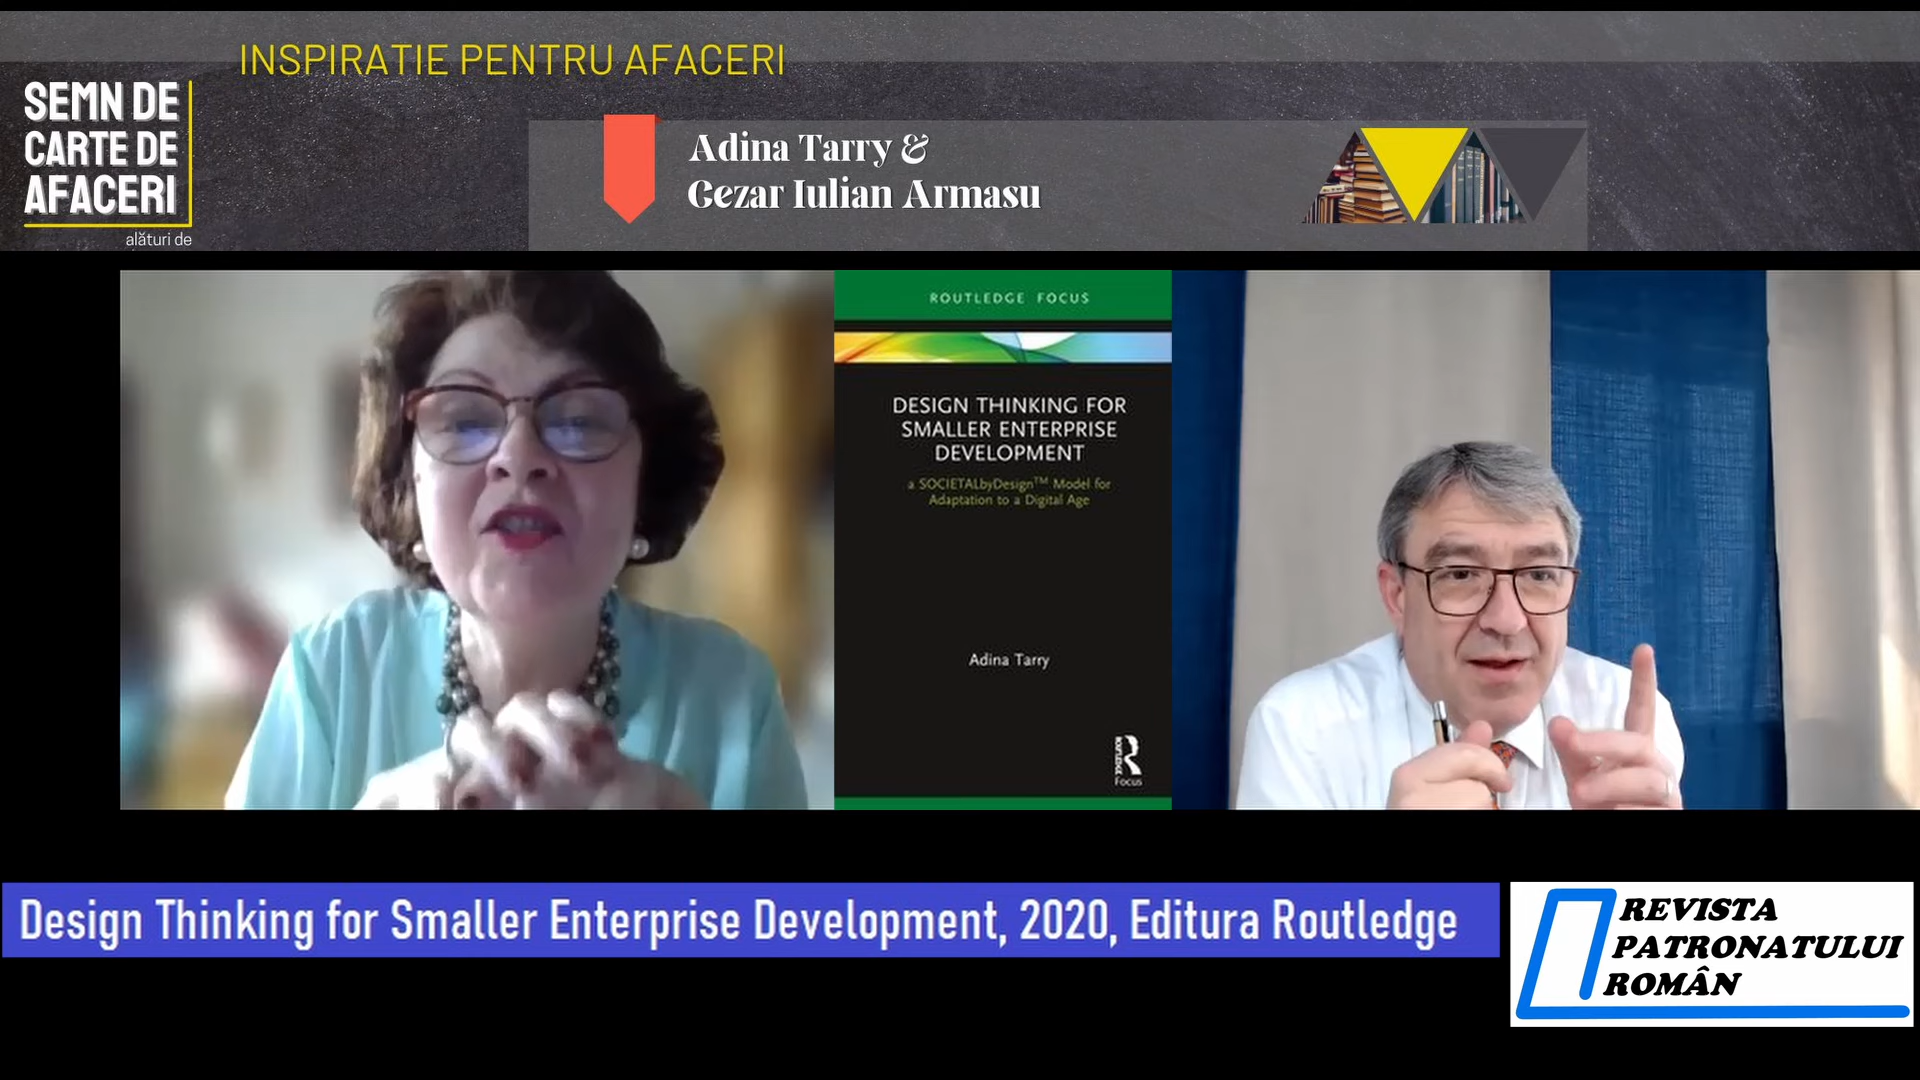 INSPIRATIE PENTRU AFACERI
SEMN DE
CARTE DE
AFACERI
alături de
Adina Tarry &
Cezar Iulian Armasu
ROUTLEDGE FOCUS
DESIGN THINKING FOR
SMALLER ENTERPRISE
DEVELOPMENT
a SOCIETALbyDesign™ Model for
Adaptation to a Digital Age
Adina Tarry
ROUTLEDGE
Focus
Design Thinking for Smaller Enterprise Development, 2020, Editura Routledge
REVISTA
PATRONATULUI
ROMÂN